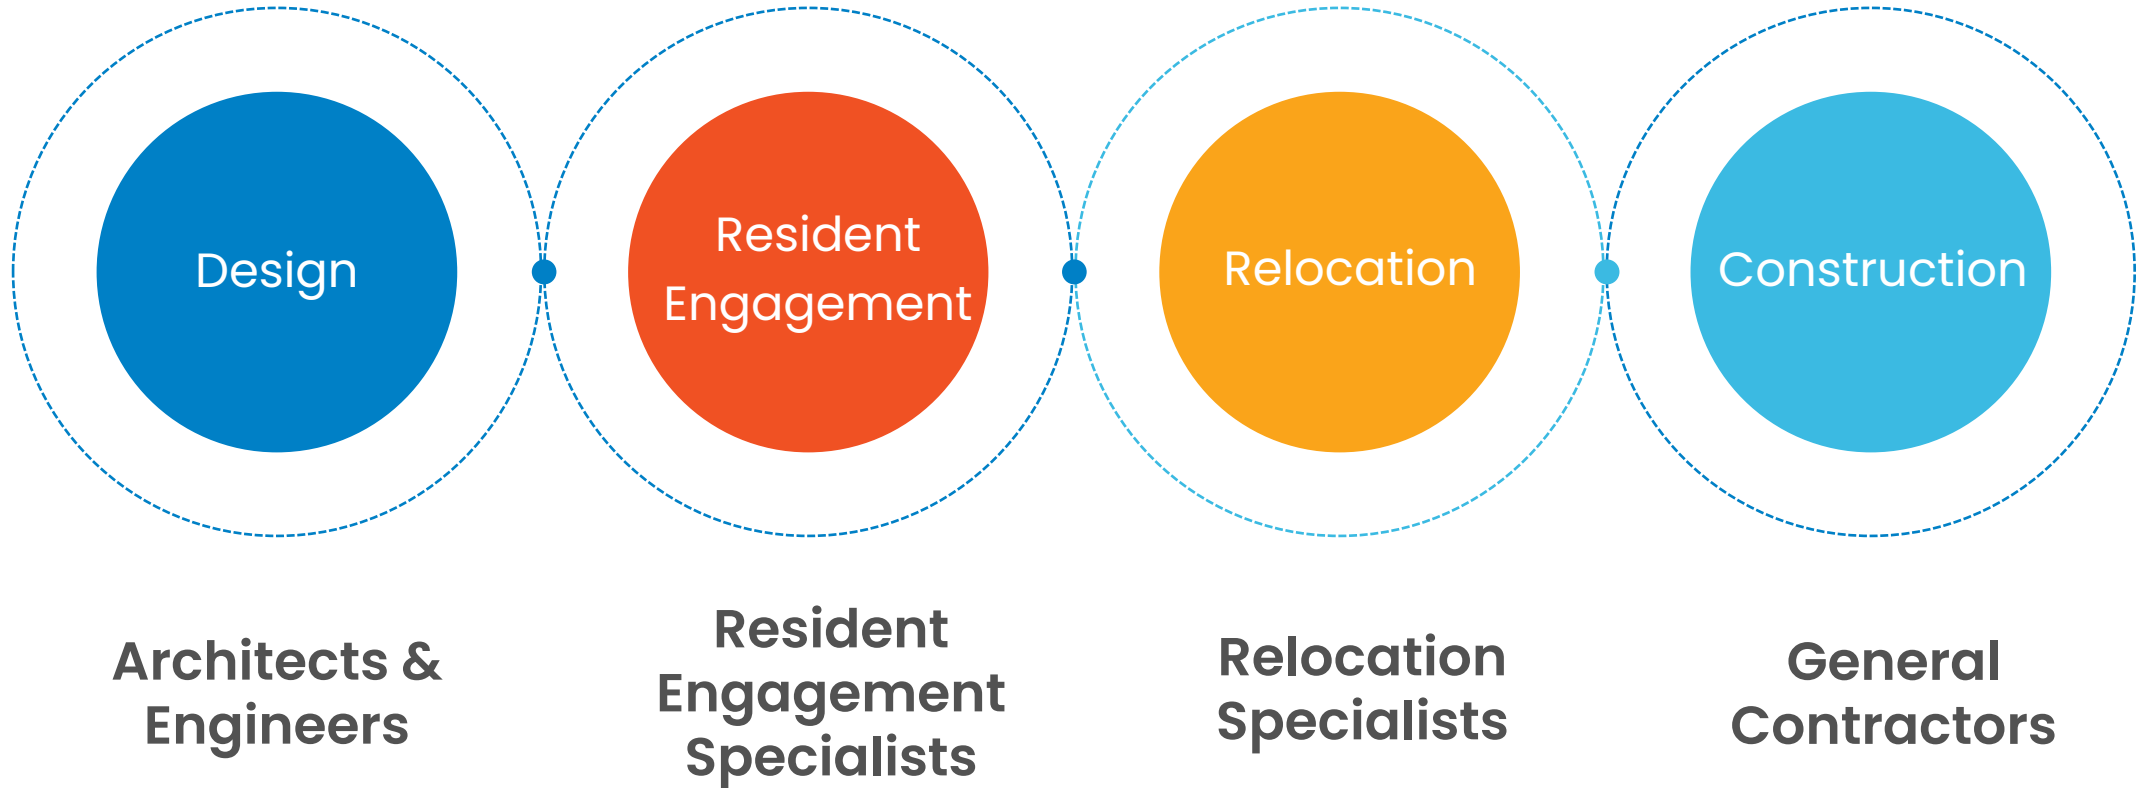 Design
Resident
Engagement
Relocation
Construction
Architects &
Engineers
Resident
Engagement
Specialists
Relocation
Specialists
General
Contractors